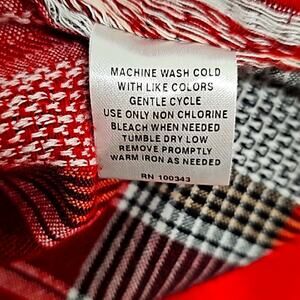 MACHINE WASH COLD
WITH LIKE COLORS
GENTLE CYCLE
USE ONLY NON CHLORINE
BLEACH WHEN NEEDED
TUMBLE DRY LOW
REMOVE PROMPTLY
WARM IRON AS NEEDED
RN 100343